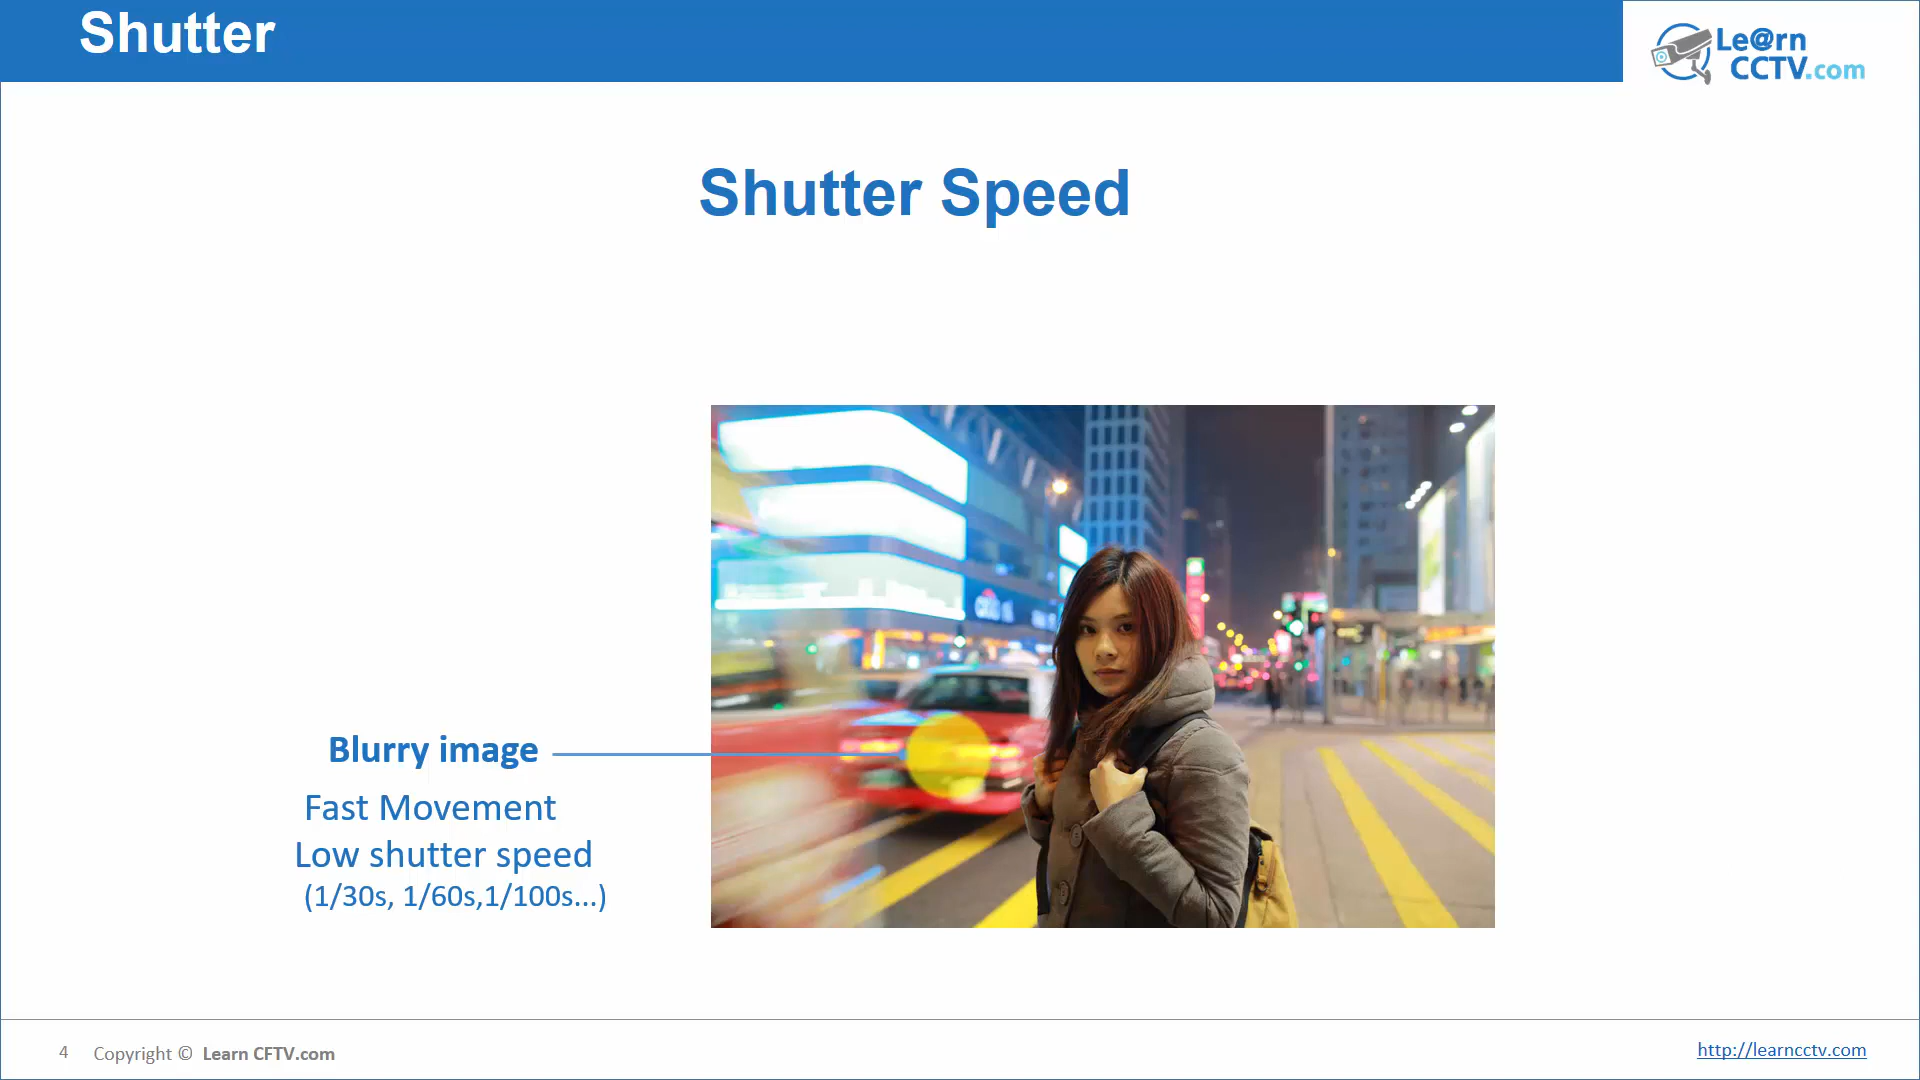 Shutter
Le@rn
CCTV.com
Shutter Speed
Blurry image
Fast Movement
Low shutter speed
(1/30s, 1/60s,1/100s...)
4 Copyright © Learn CFTV.com
http://learncctv.com